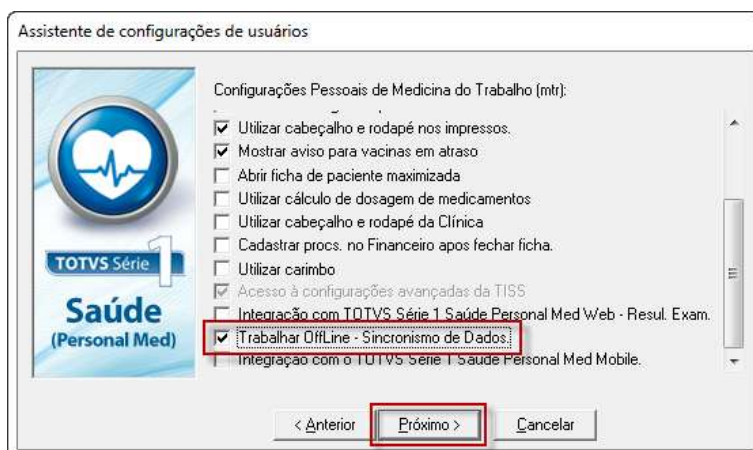 Assistente de configurações de usuários
Configurações Pessoais de Medicina do Trabalho (mtr):
Utilizar cabeçalho e rodapé nos impressos.
Mostrar aviso para vacinas em atraso
Abrir ficha de paciente maximizada
Utilizar cálculo de dosagem de medicamentos
Utilizar cabeçalho e rodapé da Clínica
Cadastrar procs. no Financeiro apos fechar ficha.
Utilizar carimbo
Acesso à configurações avançadas da TISS
Integração com TOTVS Série 1 Saúde Personal Med Web - Resul. Exam.
Trabalhar OffLine - Sincronismo de Dados.
Integração com o TOTVS Série 1 Saúde Personal Med Mobile.
TOTVS Série 1
Saúde
(Personal Med)
< Anterior
Próximo >
Cancelar